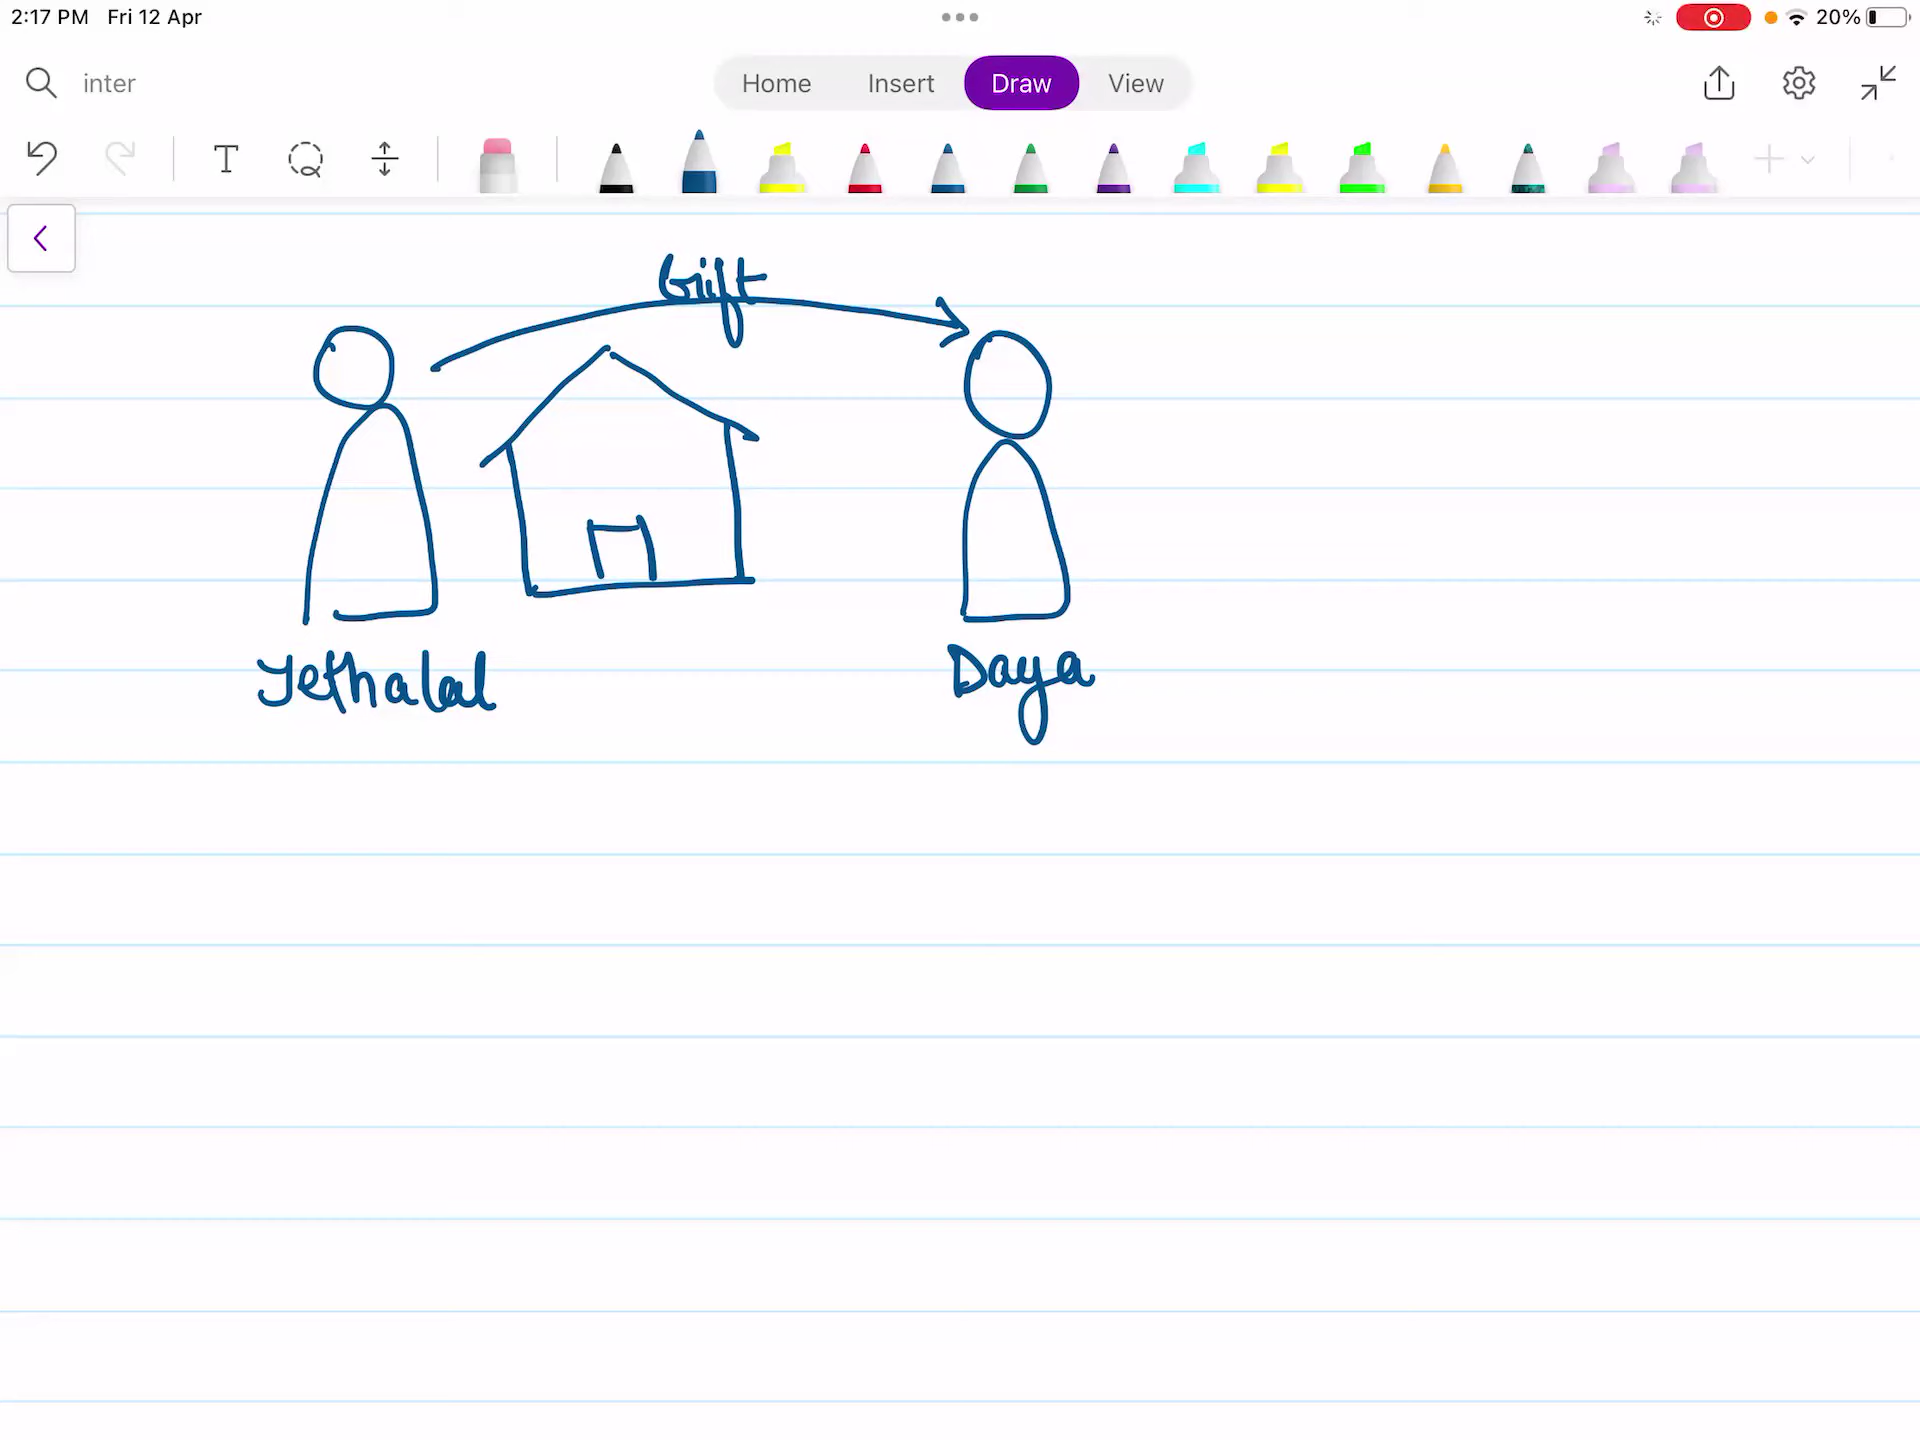 2:17 PM Fri 12 Apr
20%
inter
Home Insert Draw View
T
Gift
Jethalal
Daya